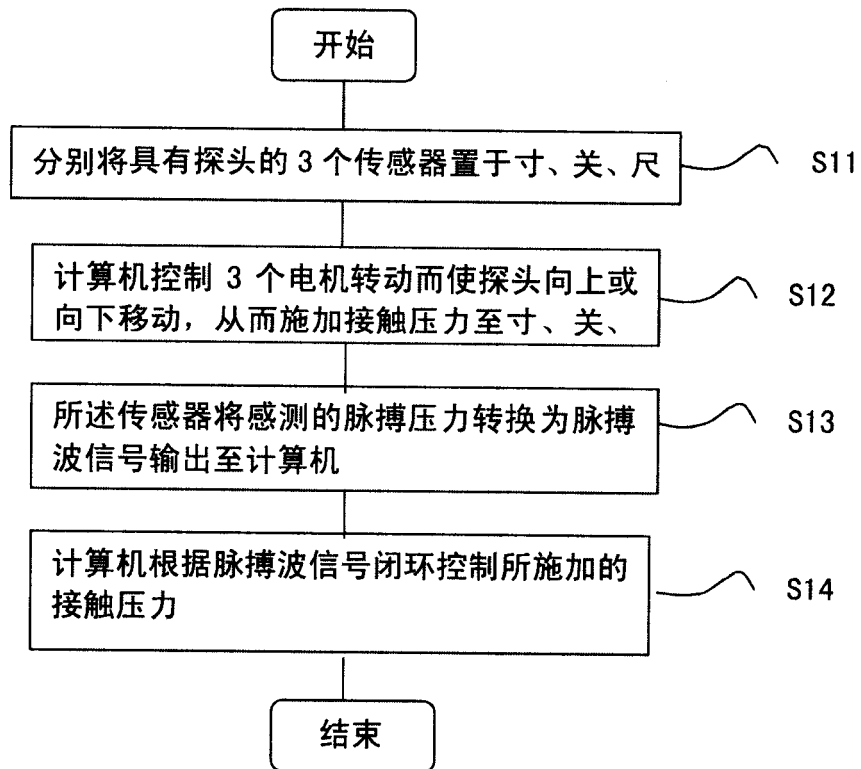 开始
分别将具有探头的 3 个传感器置于寸、关、尺
S11
计算机控制 3 个电机转动而使探头向上或
向下移动，从而施加接触压力至寸、关、
S12
所述传感器将感测的脉搏压力转换为脉搏
波信号输出至计算机
S13
计算机根据脉搏波信号闭环控制所施加的
接触压力
S14
结束